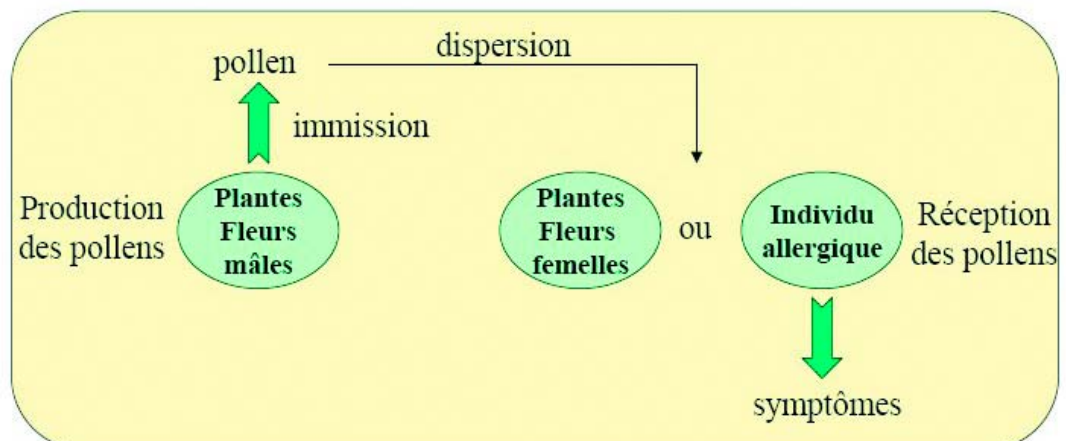 dispersion
pollen
immission
Production
des pollens
Plantes
Fleurs
mâles
Plantes
Fleurs
femelles
ou
Individu
allergique
Réception
des pollens
symptômes